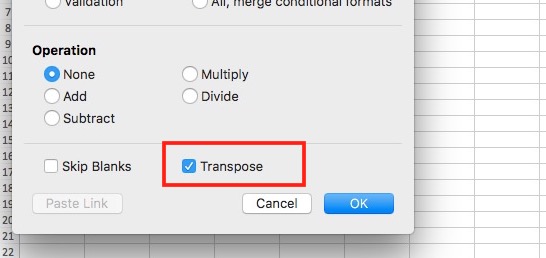 7
8
9
10
11
12
13
14
15
16
17
18
19
20
21
22
Validation All, merge conditional formats
Operation
None Multiply
Add Divide
Subtract
Skip Blanks Transpose
Paste Link Cancel OK